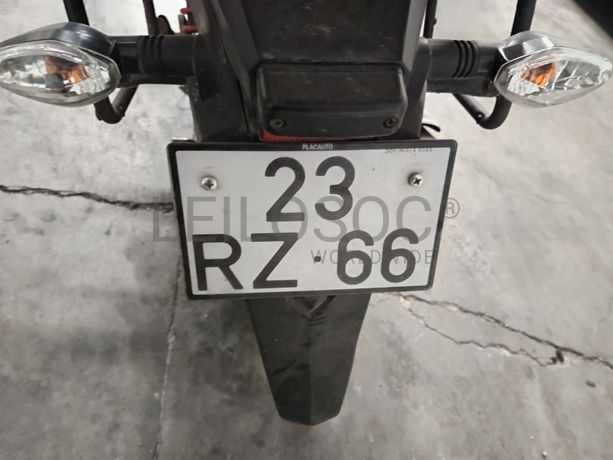 PLACAUTO
23
LEILOSOC®
WORLDWIDE
RZ·66